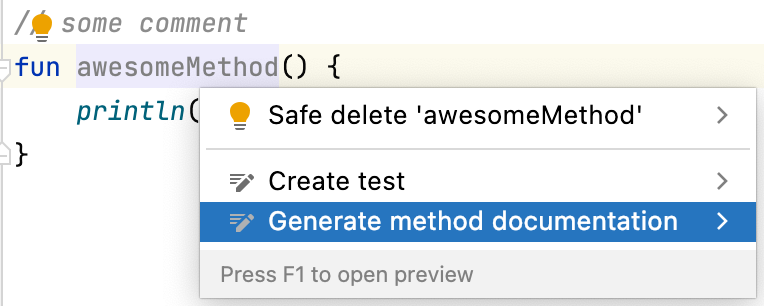 // some comment
fun awesomeMethod() {
println(
}
Safe delete 'awesomeMethod'
Create test
Generate method documentation
Press F1 to open preview